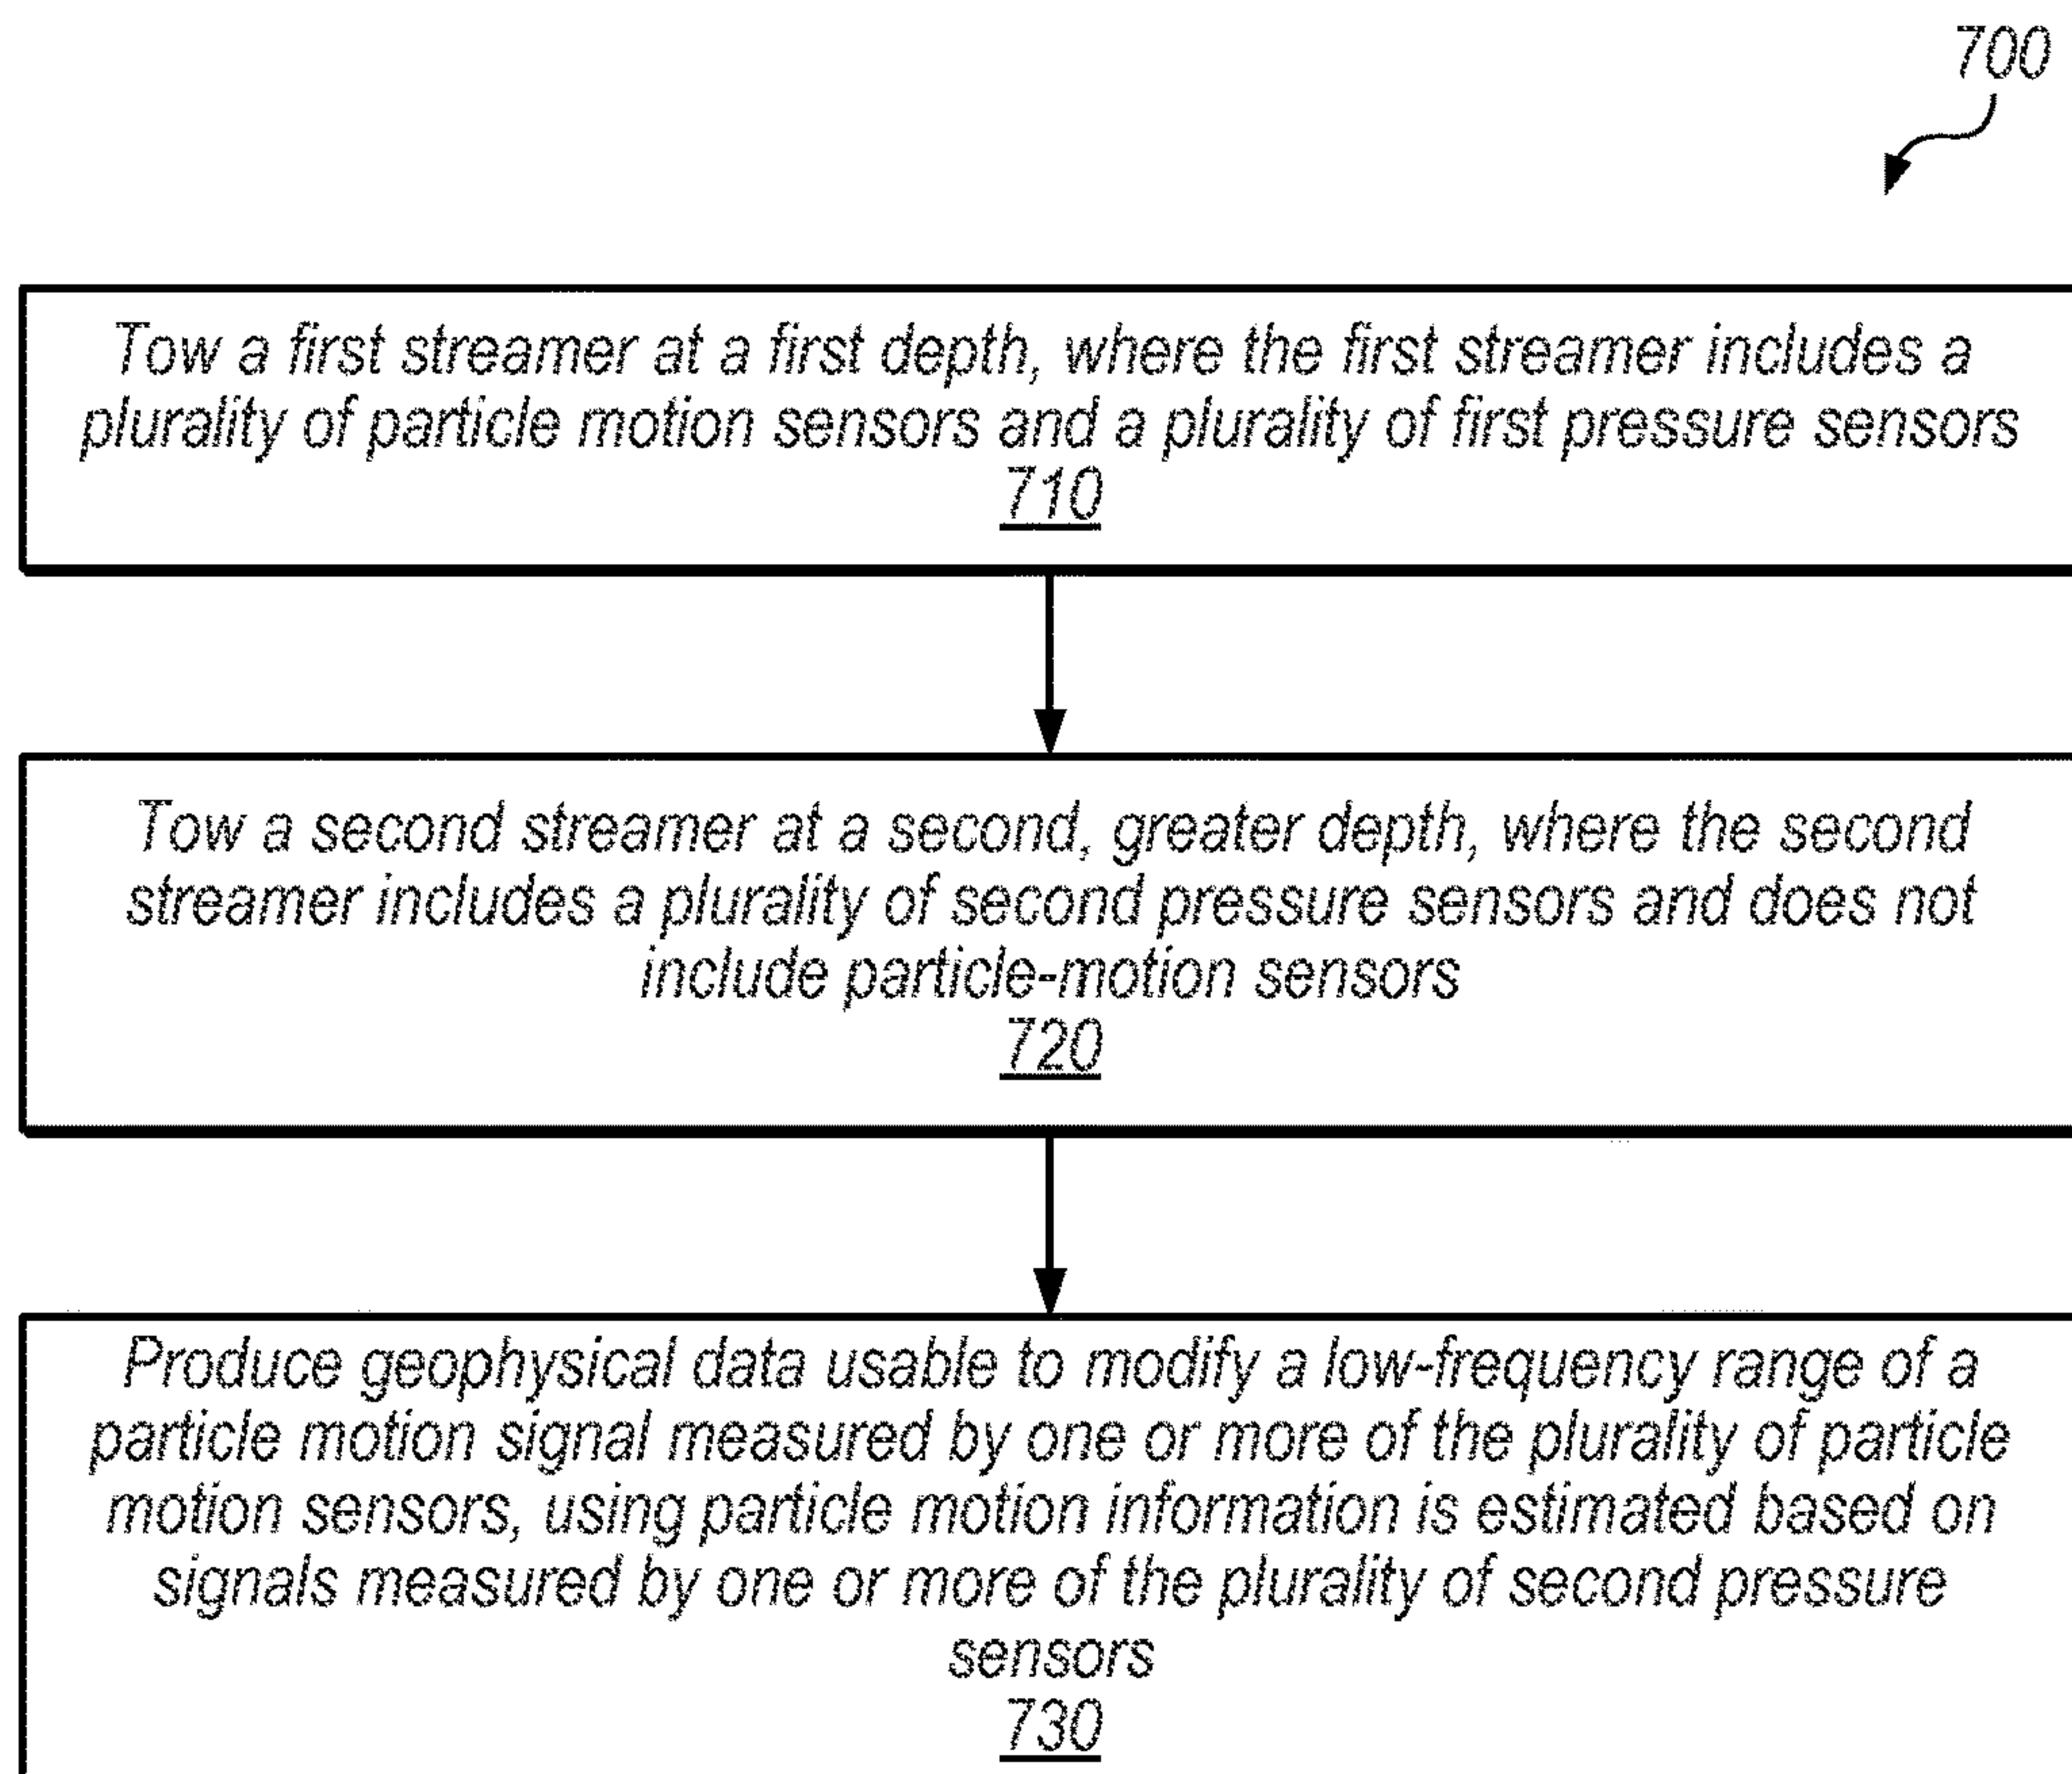 700
Tow a first streamer at a first depth, where the first streamer includes a
plurality of particle motion sensors and a plurality of first pressure sensors
710
Tow a second streamer at a second, greater depth, where the second
streamer includes a plurality of second pressure sensors and does not
include particle-motion sensors
720
Produce geophysical data usable to modify a low-frequency range of a
particle motion signal measured by one or more of the plurality of particle
motion sensors, using particle motion information is estimated based on
signals measured by one or more of the plurality of second pressure
sensors
730